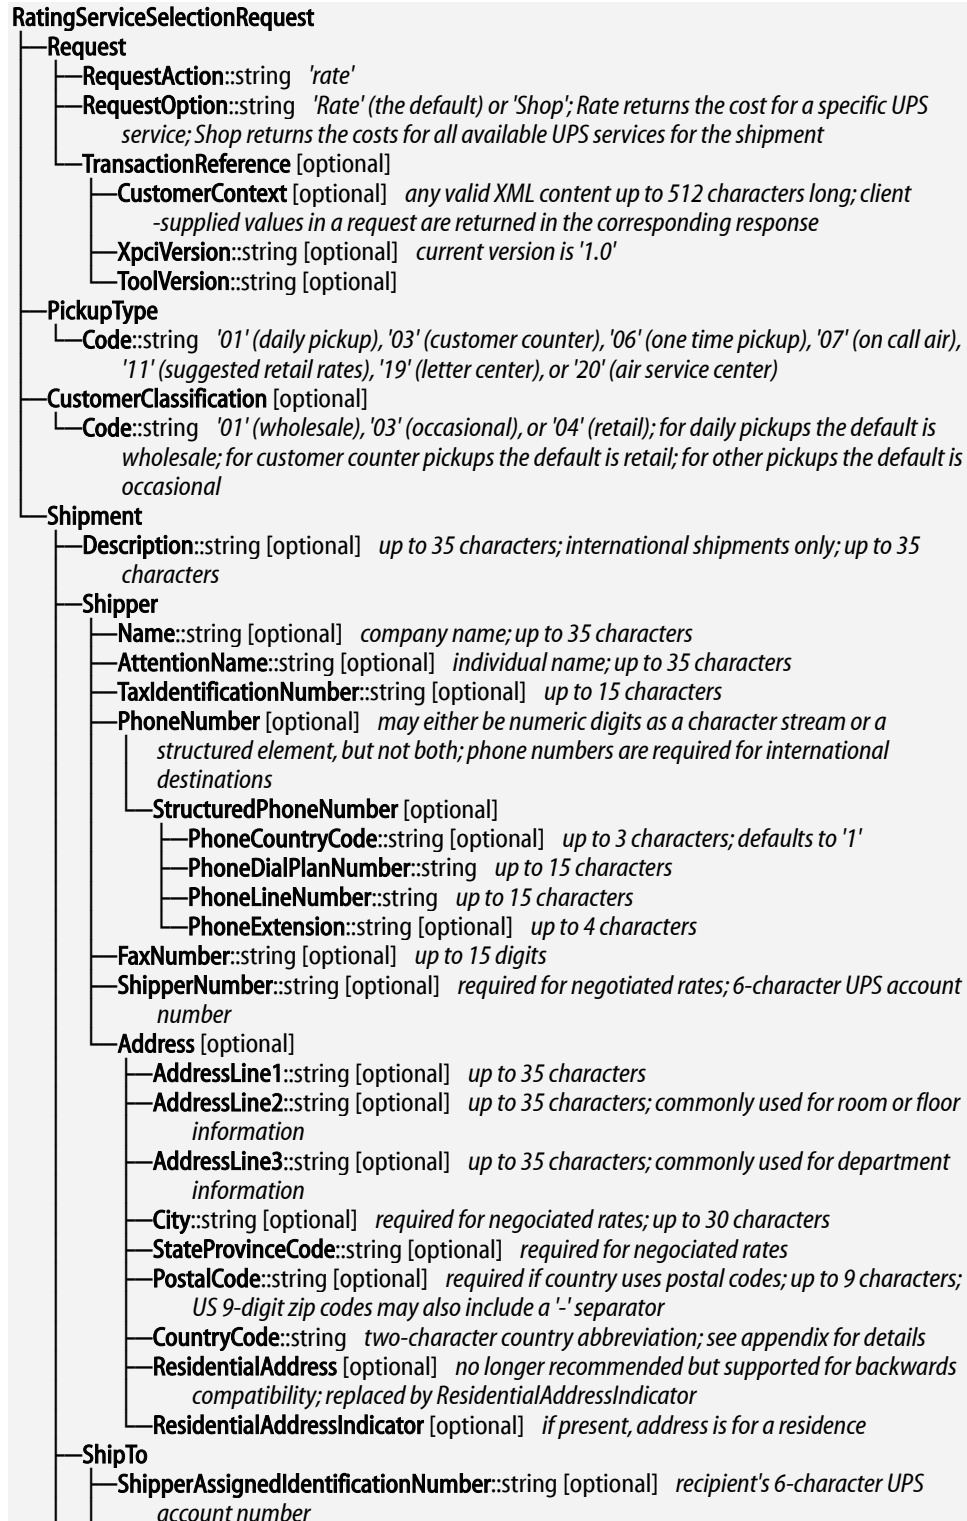 RatingServiceSelectionRequest
Request
RequestAction::string 'rate'
RequestOption::string 'Rate' (the default) or 'Shop'; Rate returns the cost for a specific UPS
service; Shop returns the costs for all available UPS services for the shipment
TransactionReference [optional]
CustomerContext [optional] any valid XML content up to 512 characters long; client
-supplied values in a request are returned in the corresponding response
XpciVersion::string [optional] current version is '1.0'
ToolVersion::string [optional]
PickupType
Code::string '01' (daily pickup), '03' (customer counter), '06' (one time pickup), '07' (on call air),
'11' (suggested retail rates), '19' (letter center), or '20' (air service center)
CustomerClassification [optional]
Code::string '01' (wholesale), '03' (occasional), or '04' (retail); for daily pickups the default is
wholesale; for customer counter pickups the default is retail; for other pickups the default is
occasional
Shipment
Description::string [optional] up to 35 characters; international shipments only; up to 35
characters
Shipper
Name::string [optional] company name; up to 35 characters
AttentionName::string [optional] individual name; up to 35 characters
TaxIdentificationNumber::string [optional] up to 15 characters
PhoneNumber [optional] may either be numeric digits as a character stream or a
structured element, but not both; phone numbers are required for international
destinations
StructuredPhoneNumber [optional]
PhoneCountryCode::string [optional] up to 3 characters; defaults to '1'
PhoneDialPlanNumber::string up to 15 characters
PhoneLineNumber::string up to 15 characters
PhoneExtension::string [optional] up to 4 characters
FaxNumber::string [optional] up to 15 digits
ShipperNumber::string [optional] required for negotiated rates; 6-character UPS account
number
Address [optional]
AddressLine1::string [optional] up to 35 characters
AddressLine2::string [optional] up to 35 characters; commonly used for room or floor
information
AddressLine3::string [optional] up to 35 characters; commonly used for department
information
City::string [optional] required for negociated rates; up to 30 characters
StateProvinceCode::string [optional] required for negociated rates
PostalCode::string [optional] required if country uses postal codes; up to 9 characters;
US 9-digit zip codes may also include a '-' separator
CountryCode::string two-character country abbreviation; see appendix for details
ResidentialAddress [optional] no longer recommended but supported for backwards
compatibility; replaced by ResidentialAddressIndicator
ResidentialAddressIndicator [optional] if present, address is for a residence
ShipTo
ShipperAssignedIdentificationNumber::string [optional] recipient's 6-character UPS
account number